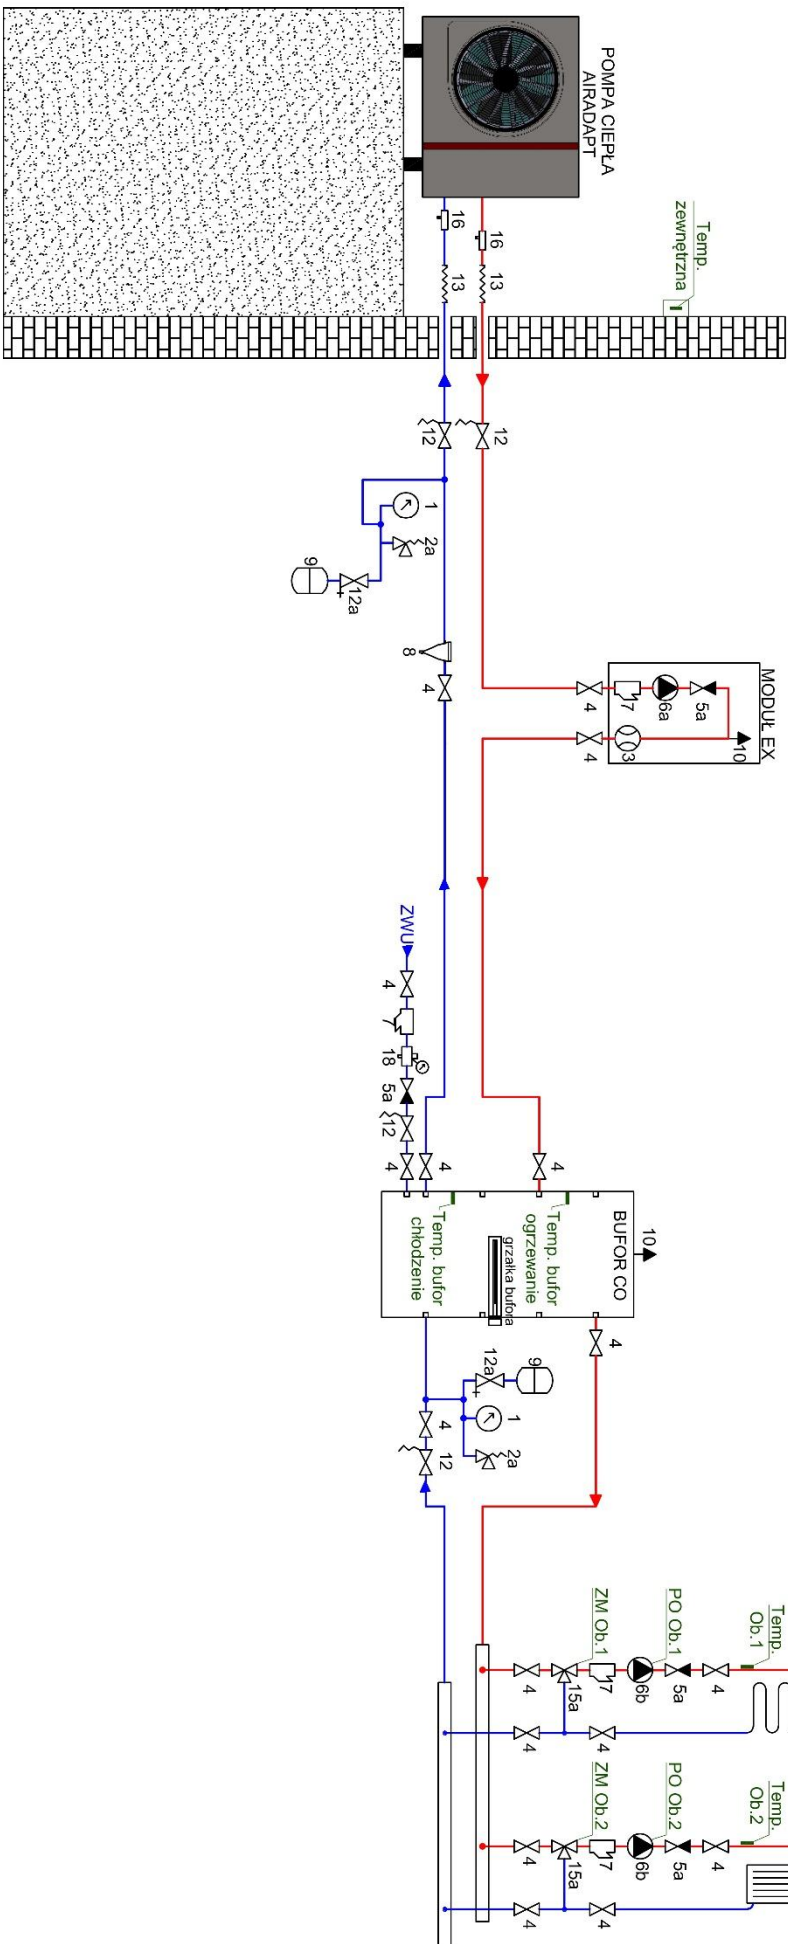 POMPA CIEPŁA
AIRADAPT
Temp.
zewnętrzna
16
16
13
13
12
12
1
2a
9
12a
8
4
MODUŁ EX
4
17
6a
5a
10
3
4
ZWU
4
7
18
5a
12
4
4
4
10
BUFOR CO
Temp. bufor
ogrzewanie
grzałka bufora
Temp. bufor
chłodzenie
4
12a
9
1
2a
4
12
Temp.
Ob.1
PO Ob.1
ZM Ob.1
4
5a
6b
17
15a
4
4
4
Temp.
Ob.2
PO Ob.2
ZM Ob.2
4
5a
6b
17
15a
4
4
4